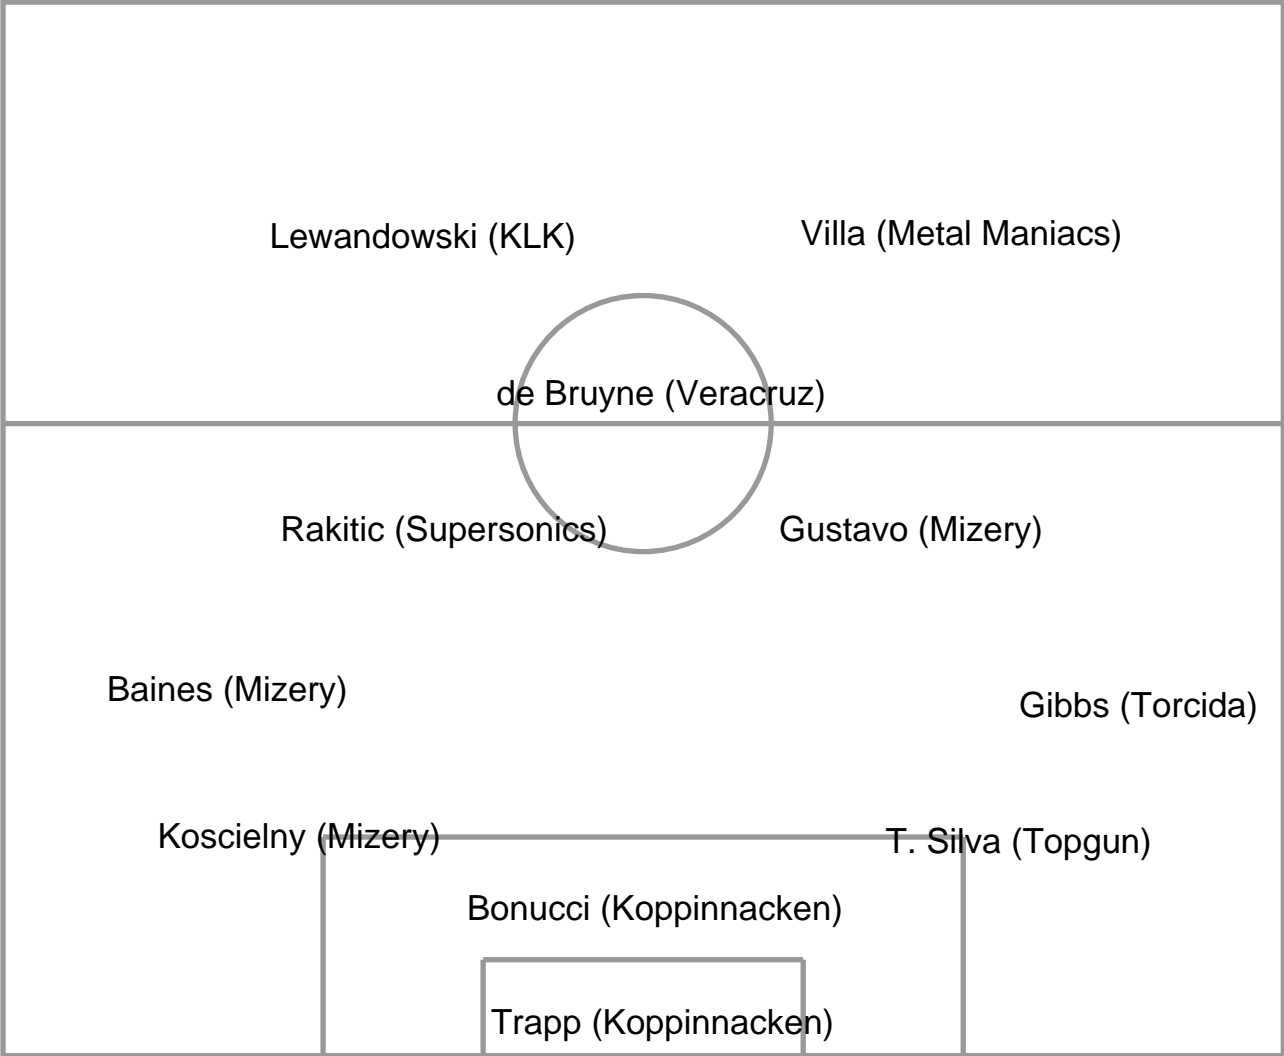 Lewandowski (KLK)
Villa (Metal Maniacs)
de Bruyne (Veracruz)
Rakitic (Supersonics)
Gustavo (Mizery)
Baines (Mizery)
Gibbs (Torcida)
Koscielny (Mizery)
T. Silva (Topgun)
Bonucci (Koppinnacken)
Trapp (Koppinnacken)